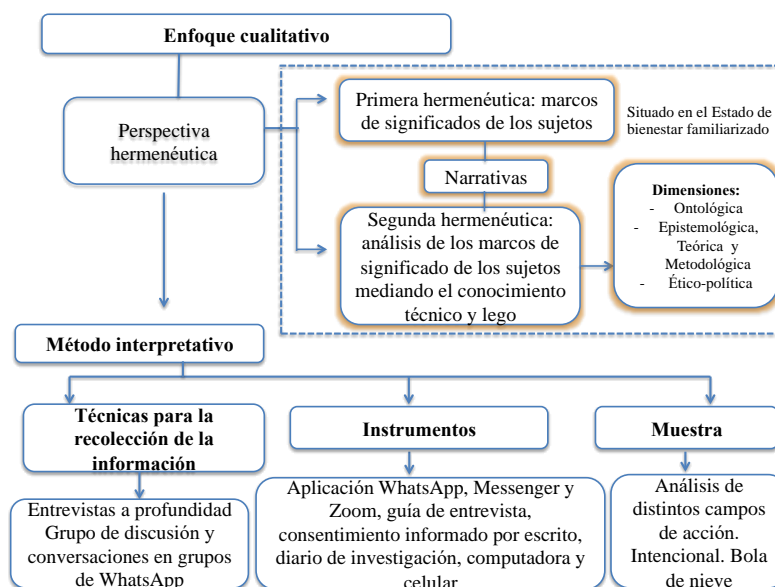 Enfoque cualitativo
Perspectiva
hermenéutica
Primera hermenéutica: marcos
de significados de los sujetos
Situado en el Estado de
bienestar familiarizado
Narrativas
Segunda hermenéutica:
análisis de los marcos de
significado de los sujetos
mediando el conocimiento
técnico y lego
Dimensiones:
- Ontológica
- Epistemológica,
Teórica y
Metodológica
- Ético-política
Método interpretativo
Técnicas para la
recolección de la
información
Instrumentos
Muestra
Entrevistas a profundidad
Grupo de discusión y
conversaciones en grupos
de WhatsApp
Aplicación WhatsApp, Messenger y
Zoom, guía de entrevista,
consentimiento informado por escrito,
diario de investigación, computadora y
celular
Análisis de
distintos campos
de acción.
Intencional. Bola
de nieve